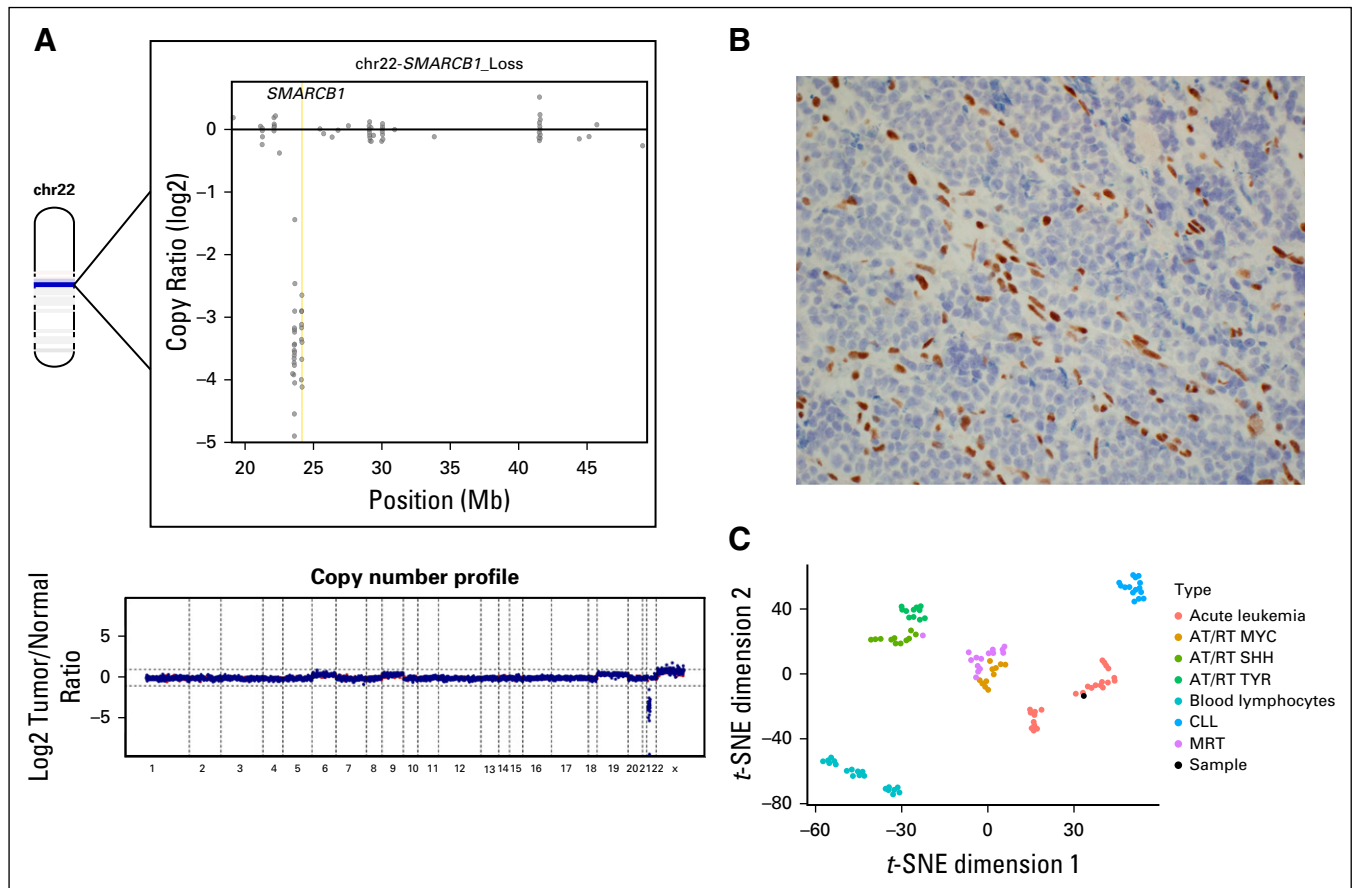 A
chr22-SMARCB1_Loss
SMARCB1
chr22
Copy Ratio (log2)
0
−1
−2
−3
−4
−5
20 25 30 35 40 45
Position (Mb)
Copy number profile
Log2 Tumor/Normal
Ratio
5
0
−5
1 2 3 4 5 6 7 8 9 10 11 12 13 14 15 16 17 18 19 20 21 22 x
B
C
t-SNE dimension 2
40
0
−40
−80
−60 −30 0 30
t-SNE dimension 1
Type
Acute leukemia
AT/RT MYC
AT/RT SHH
AT/RT TYR
Blood lymphocytes
CLL
MRT
Sample